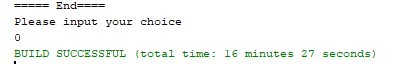 ===== End====
Please input your choice
0
BUILD SUCCESSFUL (total time: 16 minutes 27 seconds)